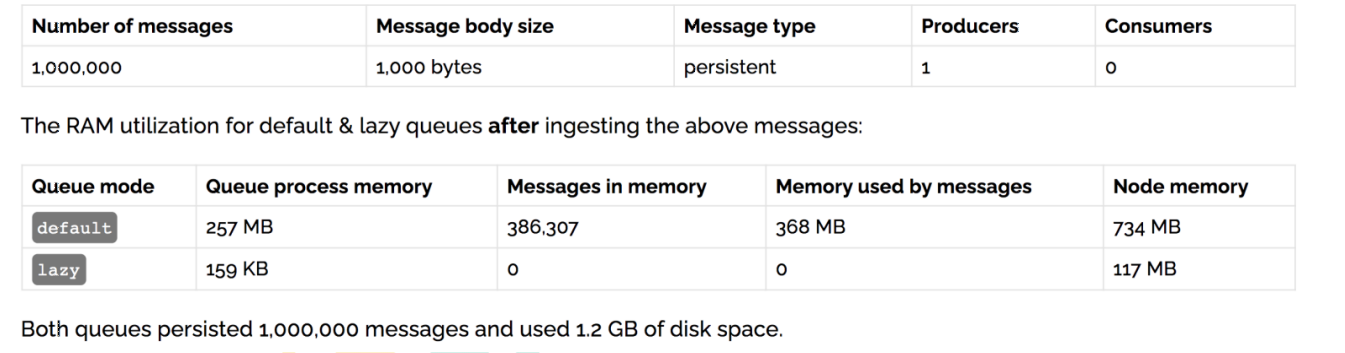 Number of messages Message body size Message type Producers Consumers
1,000,000 1,000 bytes persistent 1 0
The RAM utilization for default & lazy queues after ingesting the above messages:
Queue mode Queue process memory Messages in memory Memory used by messages Node memory
default 257 MB 386,307 368 MB 734 MB
lazy 159 KB 0 0 117 MB
Both queues persisted 1,000,000 messages and used 1.2 GB of disk space.